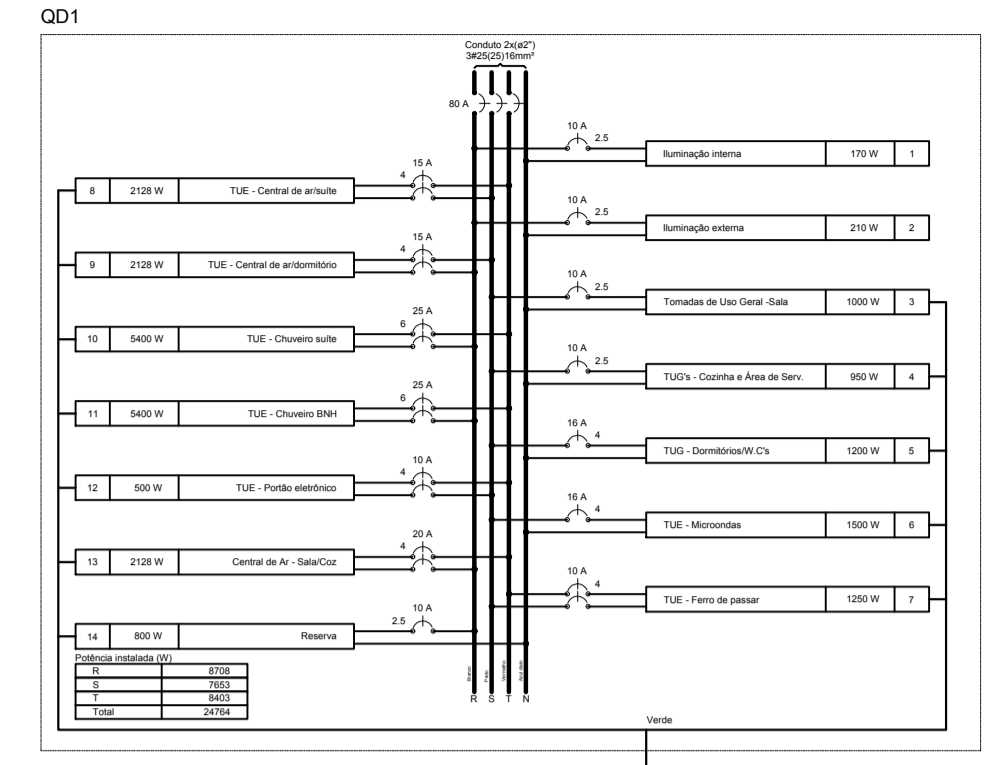 QD1
Conduto 2x(ø2")
3#25(25)16mm²
80 A
10 A
2.5
Iluminação interna 170 W 1
15 A
4
8 2128 W TUE - Central de ar/suíte
10 A
2.5
Iluminação externa 210 W 2
15 A
4
9 2128 W TUE - Central de ar/dormitório
10 A
2.5
Tomadas de Uso Geral -Sala 1000 W 3
25 A
6
10 5400 W TUE - Chuveiro suíte
10 A
2.5
TUG's - Cozinha e Área de Serv. 950 W 4
25 A
6
11 5400 W TUE - Chuveiro BNH
16 A
4
TUG - Dormitórios/W.C's 1200 W 5
10 A
4
12 500 W TUE - Portão eletrônico
16 A
4
TUE - Microondas 1500 W 6
20 A
4
13 2128 W Central de Ar - Sala/Coz
10 A
4
TUE - Ferro de passar 1250 W 7
10 A
2.5
14 800 W Reserva
Potência instalada (W)
R 8708
S 7653
T 8403
Total 24764
Branco
Preto
Vermelho
Azul claro
R S T N
Verde